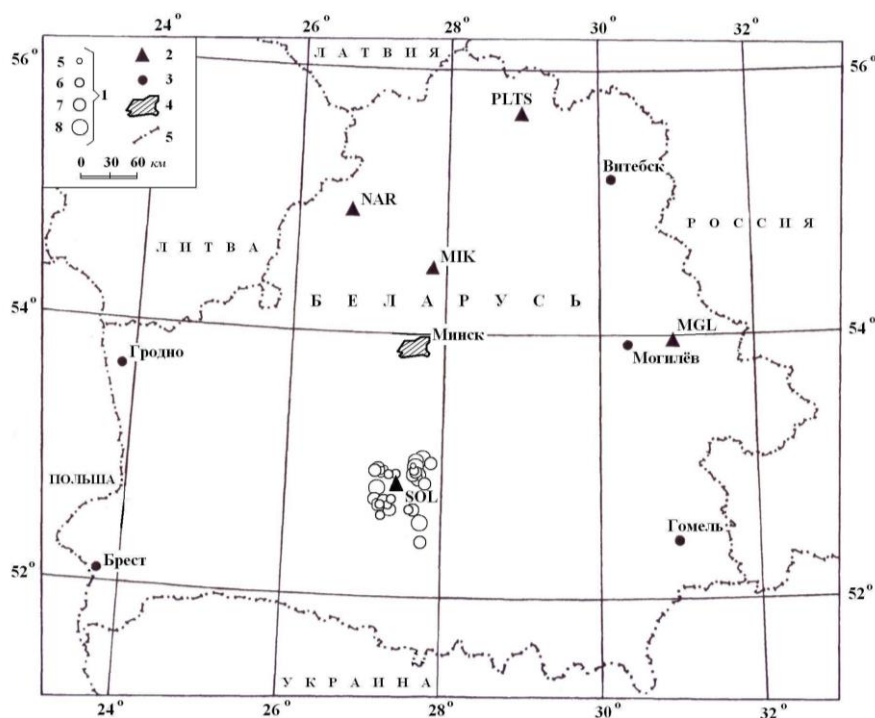 24° 26° 28° 30° 32°
56° 56°
ЛАТВИЯ
5
6
7
8
1
2
3
4
5
0 30 60 км
PLTS
Витебск
NAR
РОССИЯ
ЛИТВА
MIK
БЕЛАРУСЬ
54° 54°
MGL
Минск
Гродно
Могилёв
ПОЛЬША
SOL
Гомель
Брест
52° 52°
УКРАИНА
24° 26° 28° 30° 32°